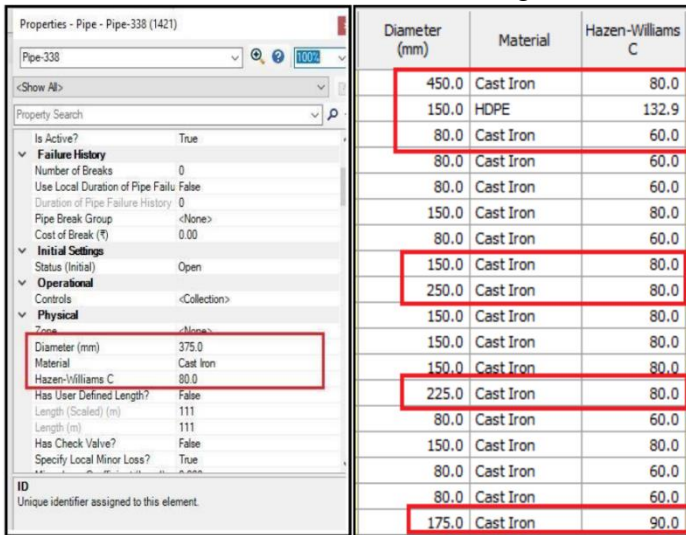 Properties - Pipe - Pipe-338 (1421)
Pipe-338
100%
<Show All>
Property Search
Is Active? True
Failure History
Number of Breaks 0
Use Local Duration of Pipe Failu False
Duration of Pipe Failure History 0
Pipe Break Group <None>
Cost of Break (₹) 0.00
Initial Settings
Status (Initial) Open
Operational
Controls <Collection>
Physical
Zone <None>
Diameter (mm) 375.0
Material Cast Iron
Hazen-Williams C 80.0
Has User Defined Length? False
Length (Scaled) (m) 111
Length (m) 111
Has Check Valve? False
Specify Local Minor Loss? True
ID
Unique identifier assigned to this element.
Diameter (mm) Material Hazen-Williams C
450.0 Cast Iron 80.0
150.0 HDPE 132.9
80.0 Cast Iron 60.0
80.0 Cast Iron 60.0
80.0 Cast Iron 60.0
150.0 Cast Iron 80.0
80.0 Cast Iron 60.0
150.0 Cast Iron 80.0
250.0 Cast Iron 80.0
150.0 Cast Iron 80.0
150.0 Cast Iron 80.0
150.0 Cast Iron 80.0
225.0 Cast Iron 80.0
80.0 Cast Iron 60.0
150.0 Cast Iron 80.0
80.0 Cast Iron 60.0
80.0 Cast Iron 60.0
175.0 Cast Iron 90.0